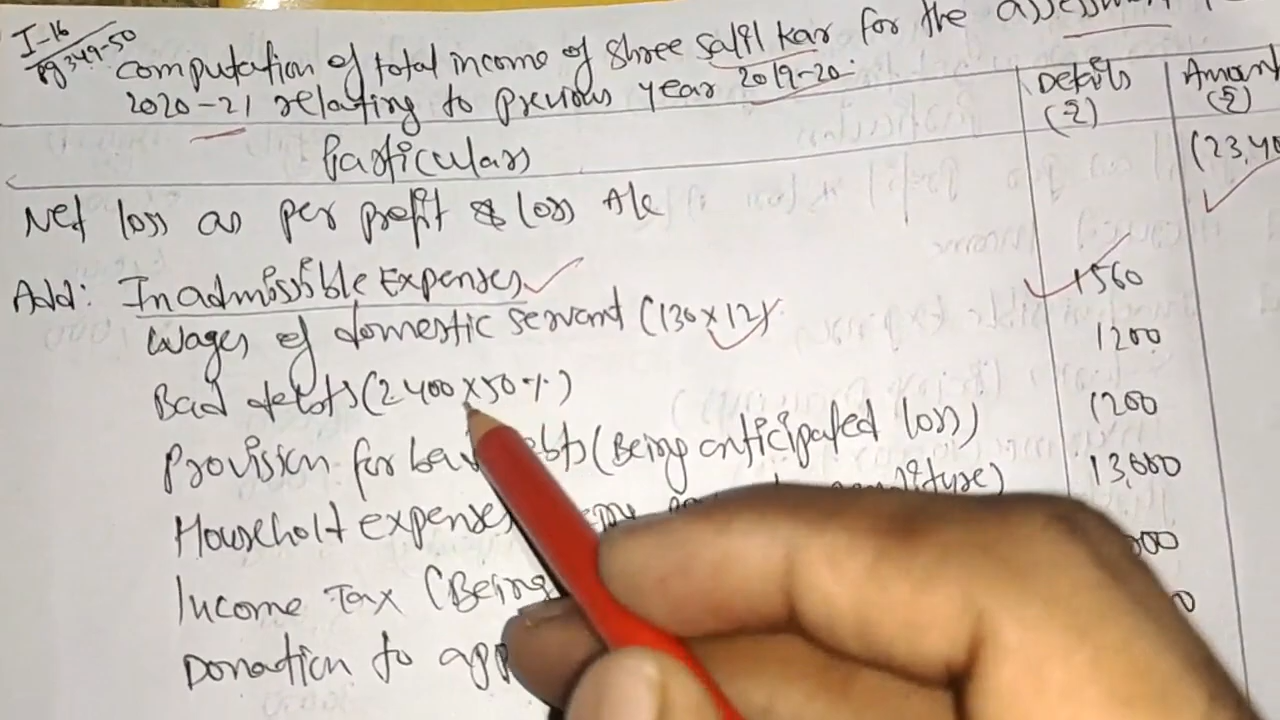 I-16
pg 349-50
computation of total income of Shree Salil Kar for the assessment
2020-21 relating to previous year 2019-20.
Particulars
Details
(₹)
Amount
(₹)
Net loss as per profit & loss A/c
(23,40
Add: Inadmissible Expenses
Wages of domestic servant (130×12) 1560
Bad debts (2400×50%) 1200
Provision for bad debts (Being anticipated loss) 1200
Household expenses 13,000
Income Tax (Being
Donation to app